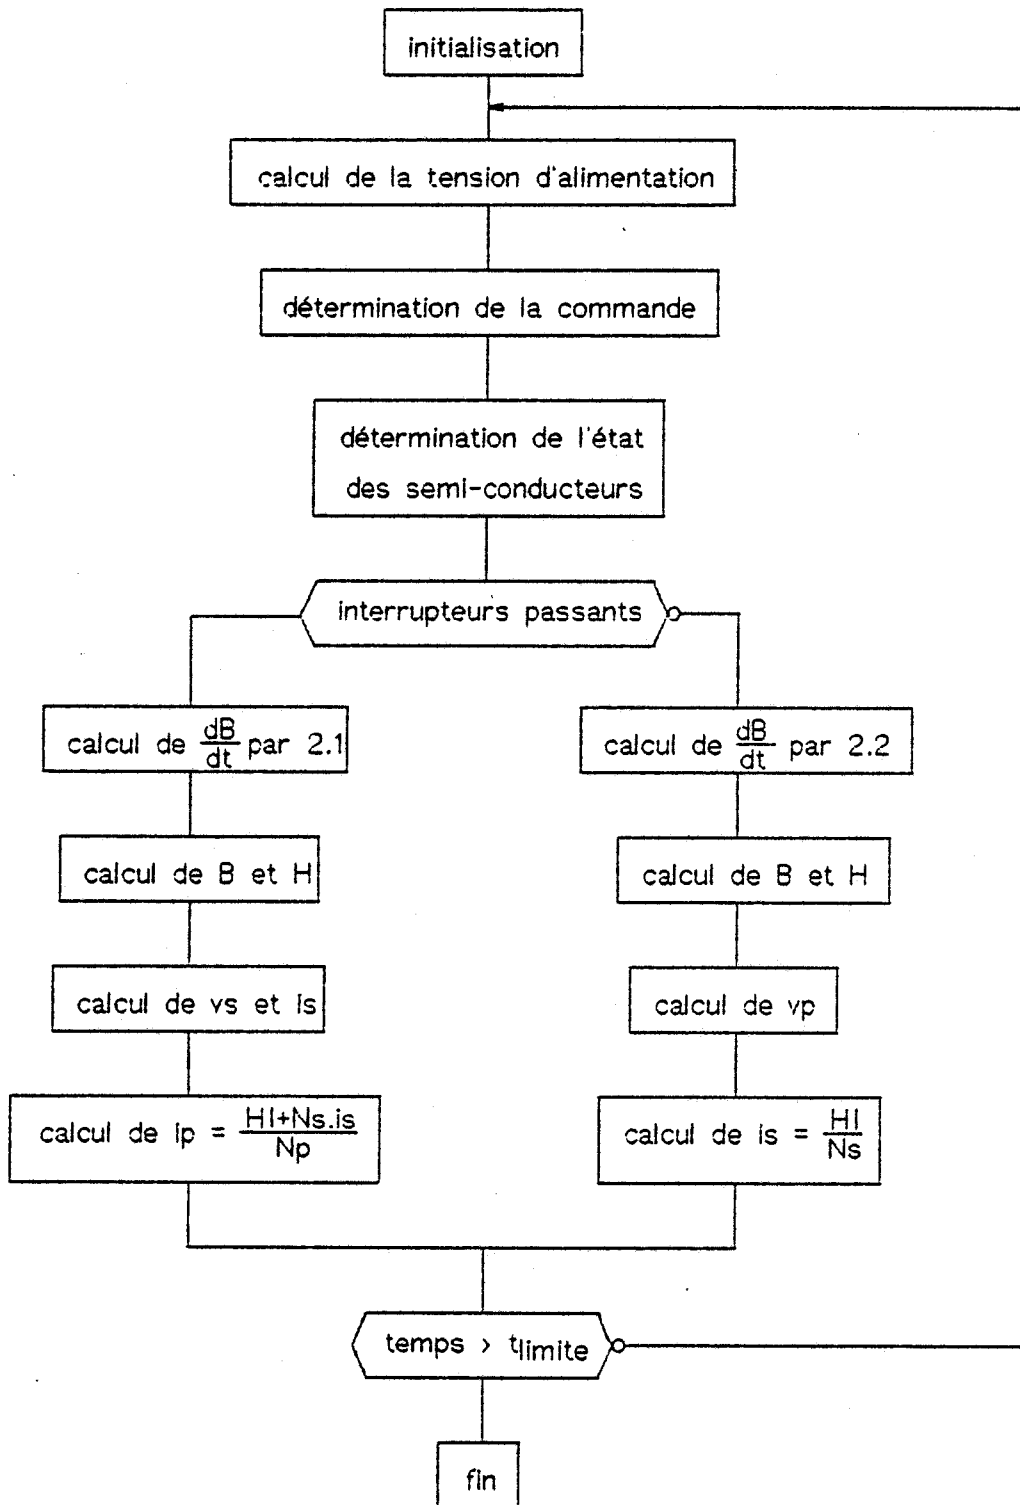 initialisation
calcul de la tension d'alimentation
détermination de la commande
détermination de l'état
des semi-conducteurs
interrupteurs passants
calcul de dB/dt par 2.1
calcul de dB/dt par 2.2
calcul de B et H
calcul de B et H
calcul de vs et is
calcul de vp
calcul de ip = Hl+Ns.is/Np
calcul de is = Hl/Ns
temps > tlimite
fin